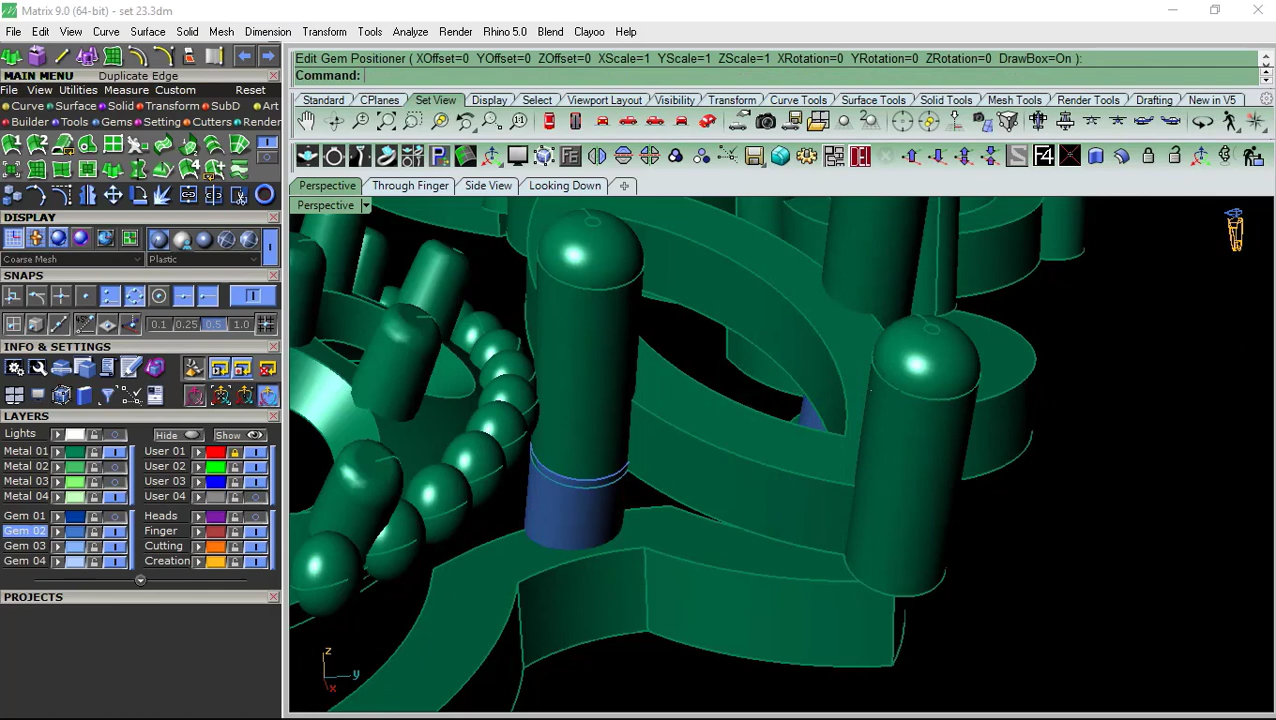 Matrix 9.0 (64-bit) - set 23.3dm
File Edit View Curve Surface Solid Mesh Dimension Transform Tools Analyze Render Rhino 5.0 Blend Clayoo Help
Edit Gem Positioner ( XOffset=0 YOffset=0 ZOffset=0 XScale=1 YScale=1 ZScale=1 XRotation=0 YRotation=0 ZRotation=0 DrawBox=On ):
Command:
MAIN MENU Duplicate Edge
File View Utilities Measure Custom
Curve Surface Solid Transform SubD Art
Builder Tools Gems Setting Cutters Render
Standard CPlanes Set View Display Select Viewport Layout Visibility Transform Curve Tools Surface Tools Solid Tools Mesh Tools Render Tools Drafting New in V5
Perspective Through Finger Side View Looking Down
Perspective
DISPLAY
Coarse Mesh Plastic
SNAPS
0.1 0.25 0.5 1.0
INFO & SETTINGS
LAYERS
Lights Hide Show
Metal 01 User 01
Metal 02 User 02
Metal 03 User 03
Metal 04 User 04
Gem 01 Heads
Gem 02 Finger
Gem 03 Cutting
Gem 04 Creation
PROJECTS
z
y
x